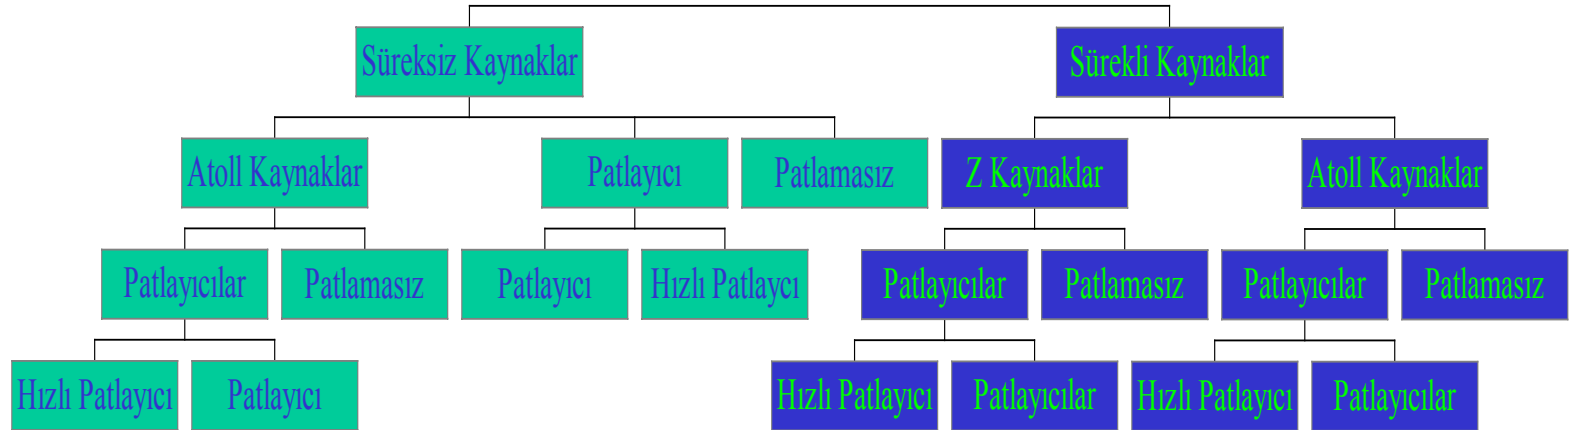 Süreksiz Kaynaklar
Sürekli Kaynaklar
Atoll Kaynaklar
Patlayıcı
Patlamasız
Z Kaynaklar
Atoll Kaynaklar
Patlayıcılar
Patlamasız
Patlayıcı
Hızlı Patlaycı
Patlayıcılar
Patlamasız
Patlayıcılar
Patlamasız
Hızlı Patlayıcı
Patlayıcı
Hızlı Patlayıcı
Patlayıcılar
Hızlı Patlayıcı
Patlayıcılar